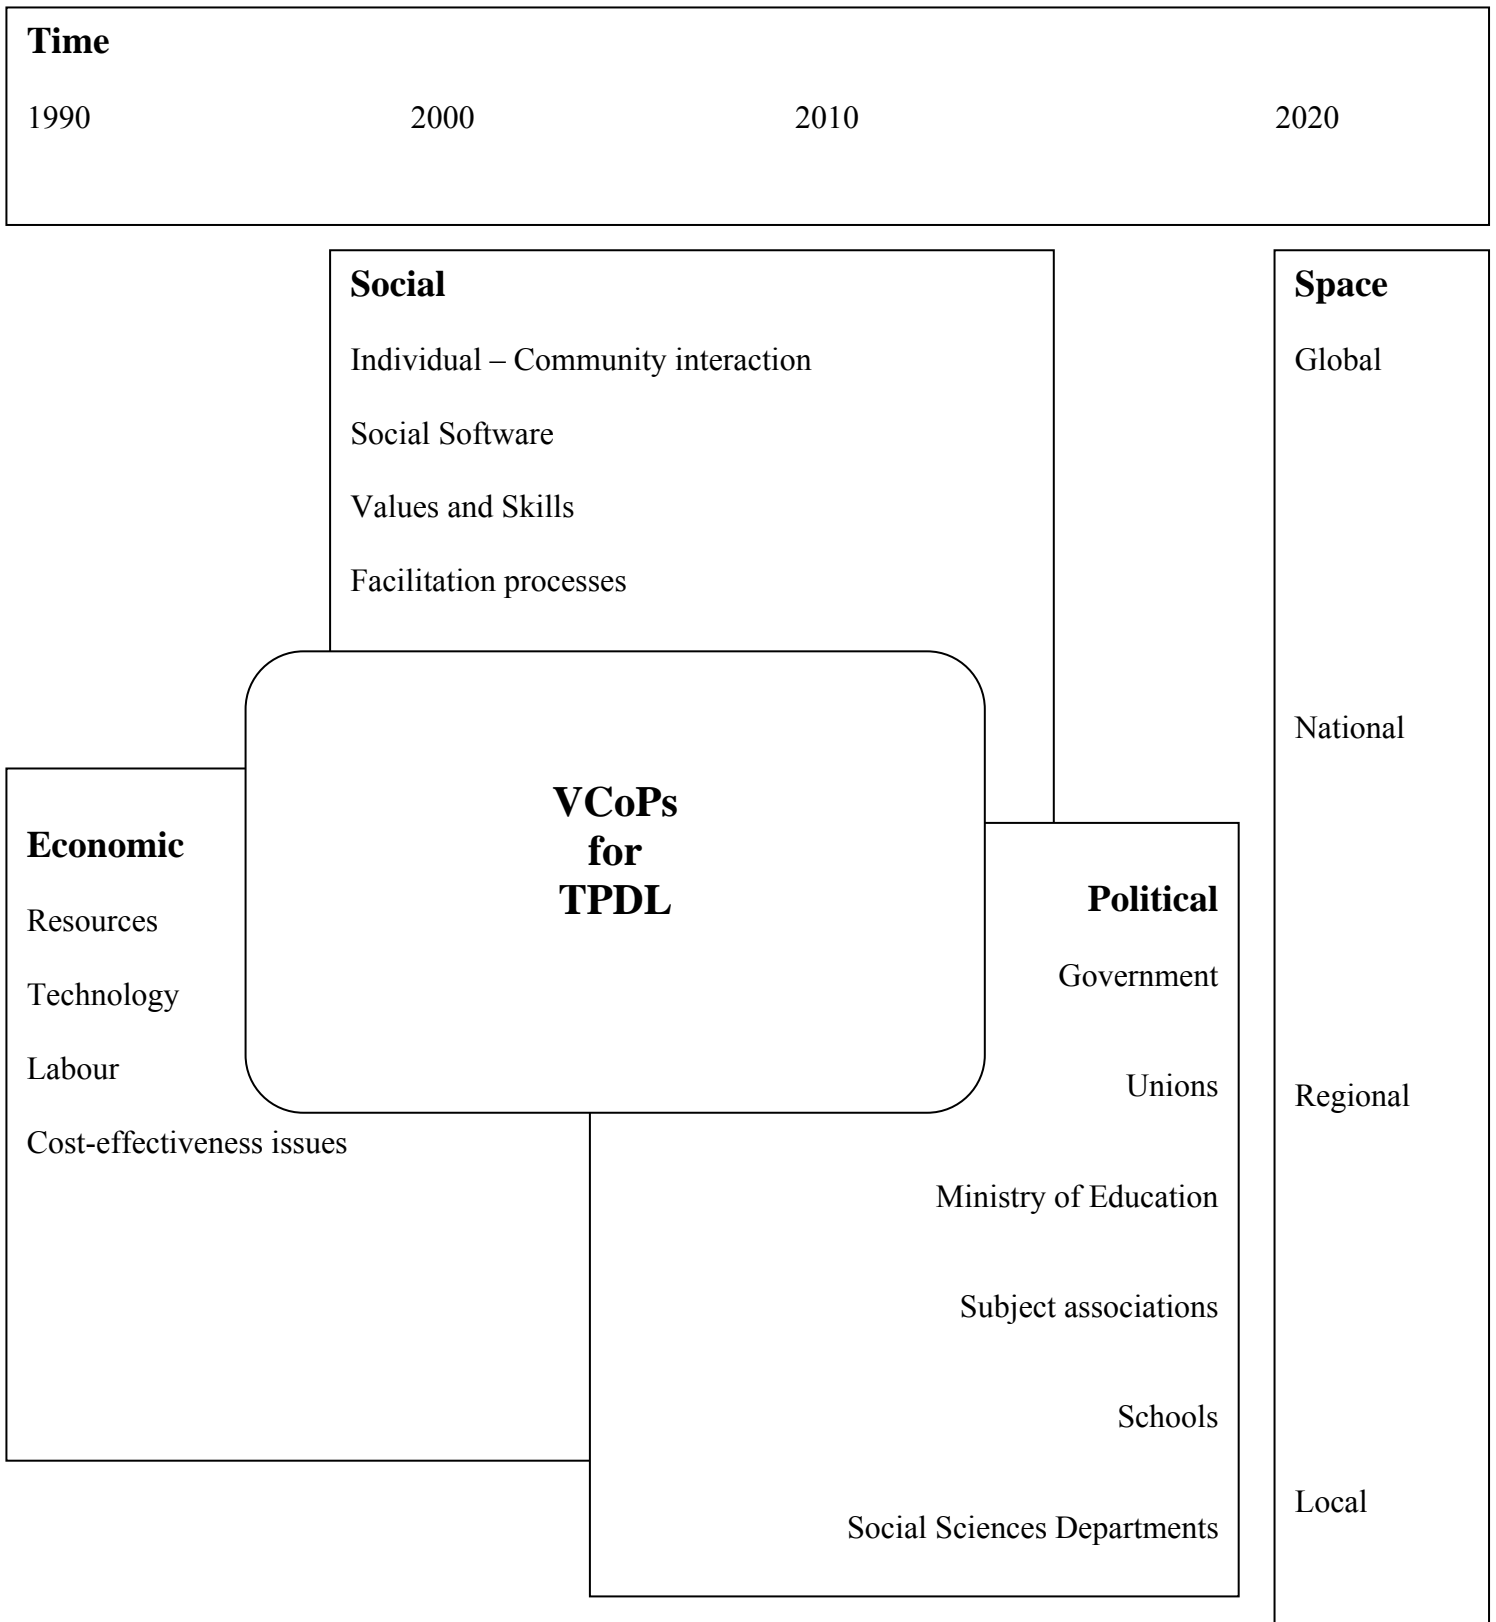 Time
1990 2000 2010 2020
Social
Individual – Community interaction
Social Software
Values and Skills
Facilitation processes
Space
Global
National
Regional
Local
VCoPs
for
TPDL
Economic
Resources
Technology
Labour
Cost-effectiveness issues
Political
Government
Unions
Ministry of Education
Subject associations
Schools
Social Sciences Departments